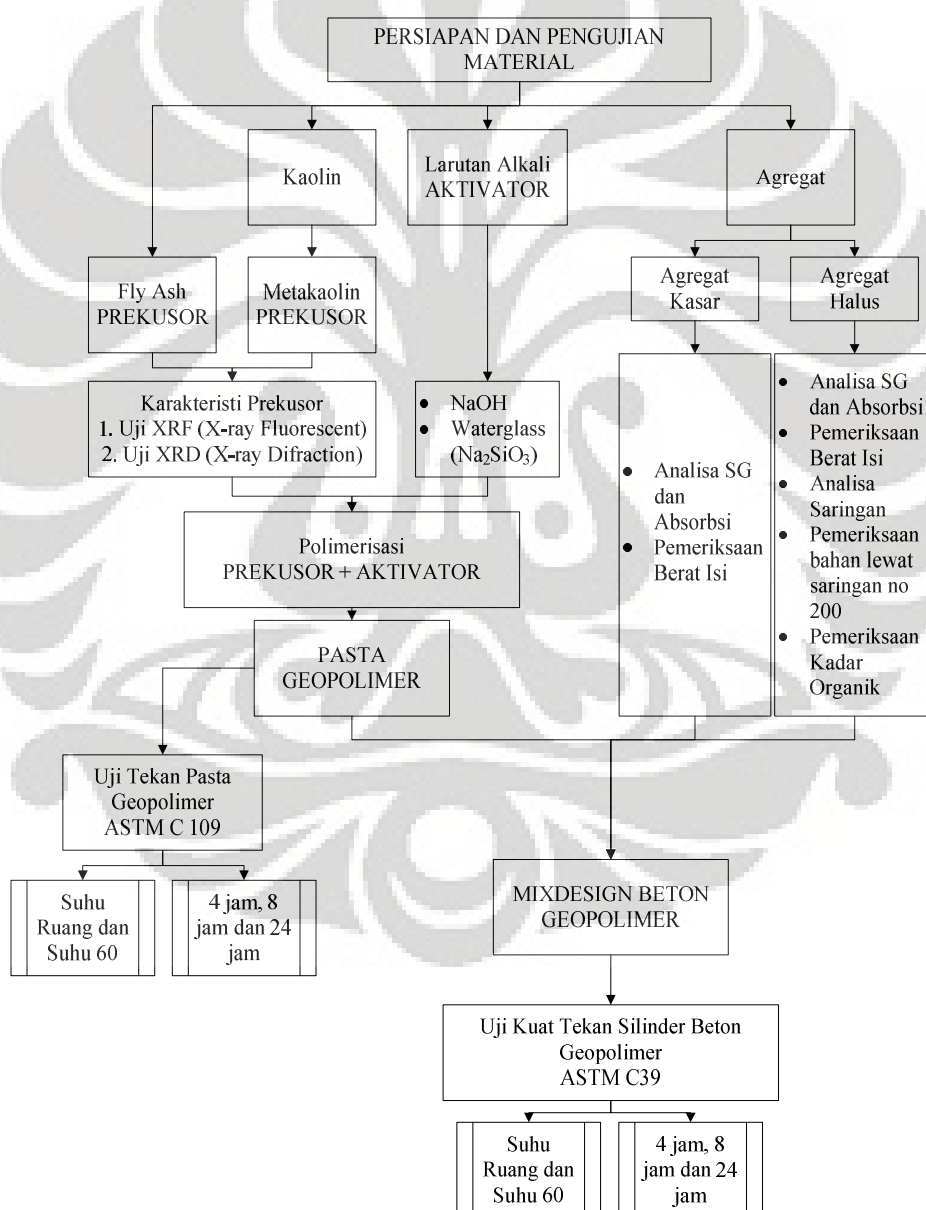 PERSIAPAN DAN PENGUJIAN
MATERIAL
Kaolin
Larutan Alkali
AKTIVATOR
Agregat
Fly Ash
PREKUSOR
Metakaolin
PREKUSOR
Agregat
Kasar
Agregat
Halus
Karakteristi Prekusor
1. Uji XRF (X-ray Fluorescent)
2. Uji XRD (X-ray Difraction)
• NaOH
• Waterglass
(Na₂SiO₃)
• Analisa SG
dan
Absorbsi
• Pemeriksaan
Berat Isi
• Analisa SG
dan Absorbsi
• Pemeriksaan
Berat Isi
• Analisa
Saringan
• Pemeriksaan
bahan lewat
saringan no
200
• Pemeriksaan
Kadar
Organik
Polimerisasi
PREKUSOR + AKTIVATOR
PASTA
GEOPOLIMER
Uji Tekan Pasta
Geopolimer
ASTM C 109
Suhu
Ruang dan
Suhu 60
4 jam, 8
jam dan 24
jam
MIXDESIGN BETON
GEOPOLIMER
Uji Kuat Tekan Silinder Beton
Geopolimer
ASTM C39
Suhu
Ruang dan
Suhu 60
4 jam, 8
jam dan 24
jam